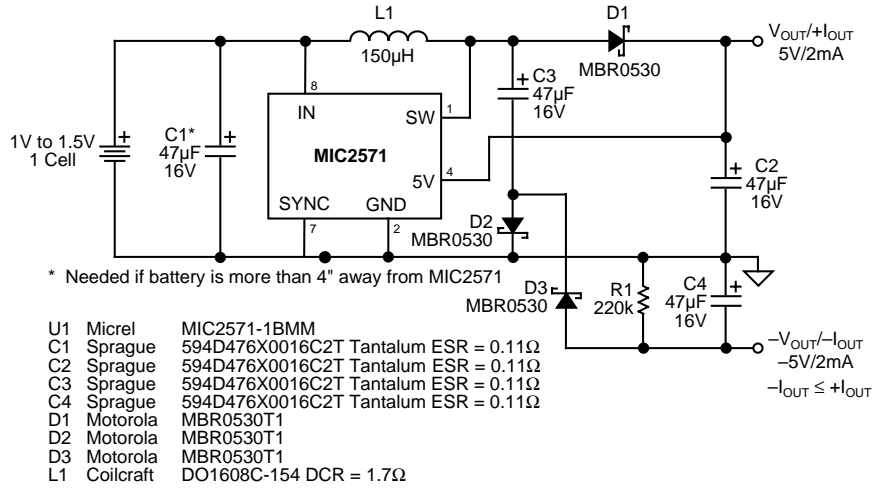 L1
150µH
D1
MBR0530
VOUT/+IOUT
5V/2mA
C3
47µF
16V
8
IN
SW
1
MIC2571
5V
4
SYNC
GND
7
2
1V to 1.5V
1 Cell
C1*
47µF
16V
C2
47µF
16V
D2
MBR0530
D3
MBR0530
R1
220k
C4
47µF
16V
–VOUT/–IOUT
–5V/2mA
–IOUT ≤ +IOUT
* Needed if battery is more than 4" away from MIC2571
U1 Micrel MIC2571-1BMM
C1 Sprague 594D476X0016C2T Tantalum ESR = 0.11Ω
C2 Sprague 594D476X0016C2T Tantalum ESR = 0.11Ω
C3 Sprague 594D476X0016C2T Tantalum ESR = 0.11Ω
C4 Sprague 594D476X0016C2T Tantalum ESR = 0.11Ω
D1 Motorola MBR0530T1
D2 Motorola MBR0530T1
D3 Motorola MBR0530T1
L1 Coilcraft DO1608C-154 DCR = 1.7Ω